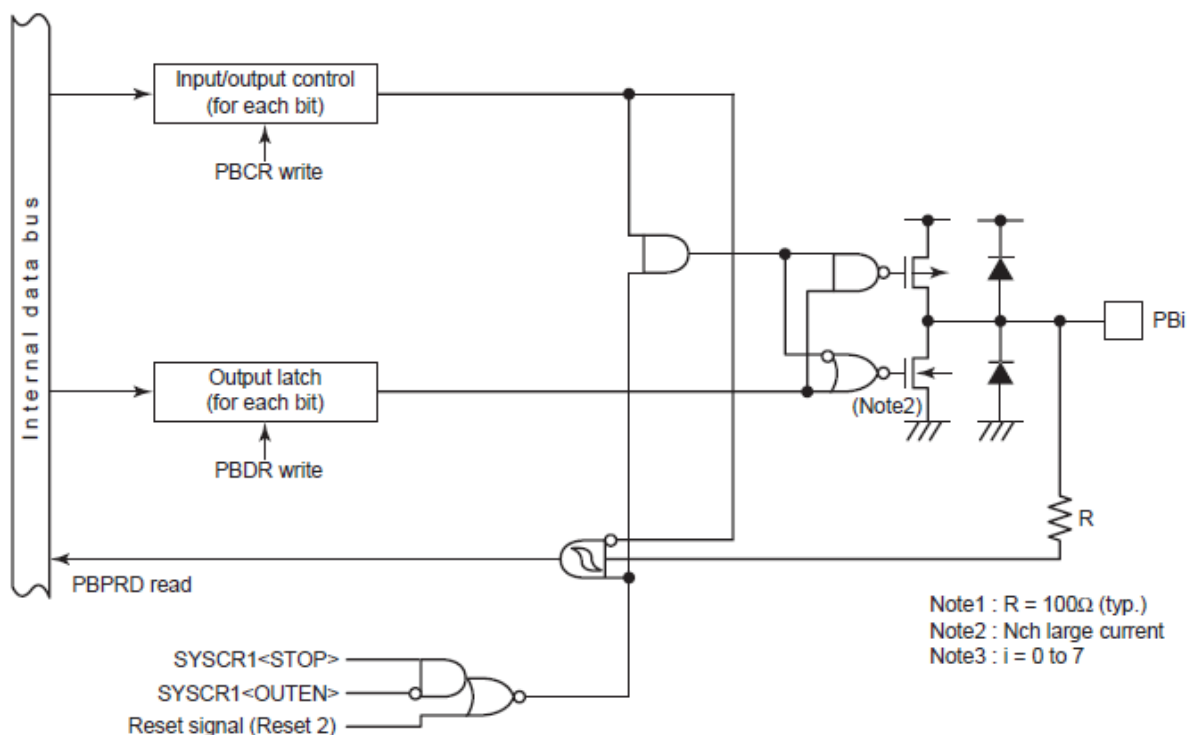 Internal data bus
Input/output control
(for each bit)
PBCR write
Output latch
(for each bit)
PBDR write
(Note2)
PBi
R
PBPRD read
Note1 : R = 100Ω (typ.)
Note2 : Nch large current
Note3 : i = 0 to 7
SYSCR1<STOP>
SYSCR1<OUTEN>
Reset signal (Reset 2)